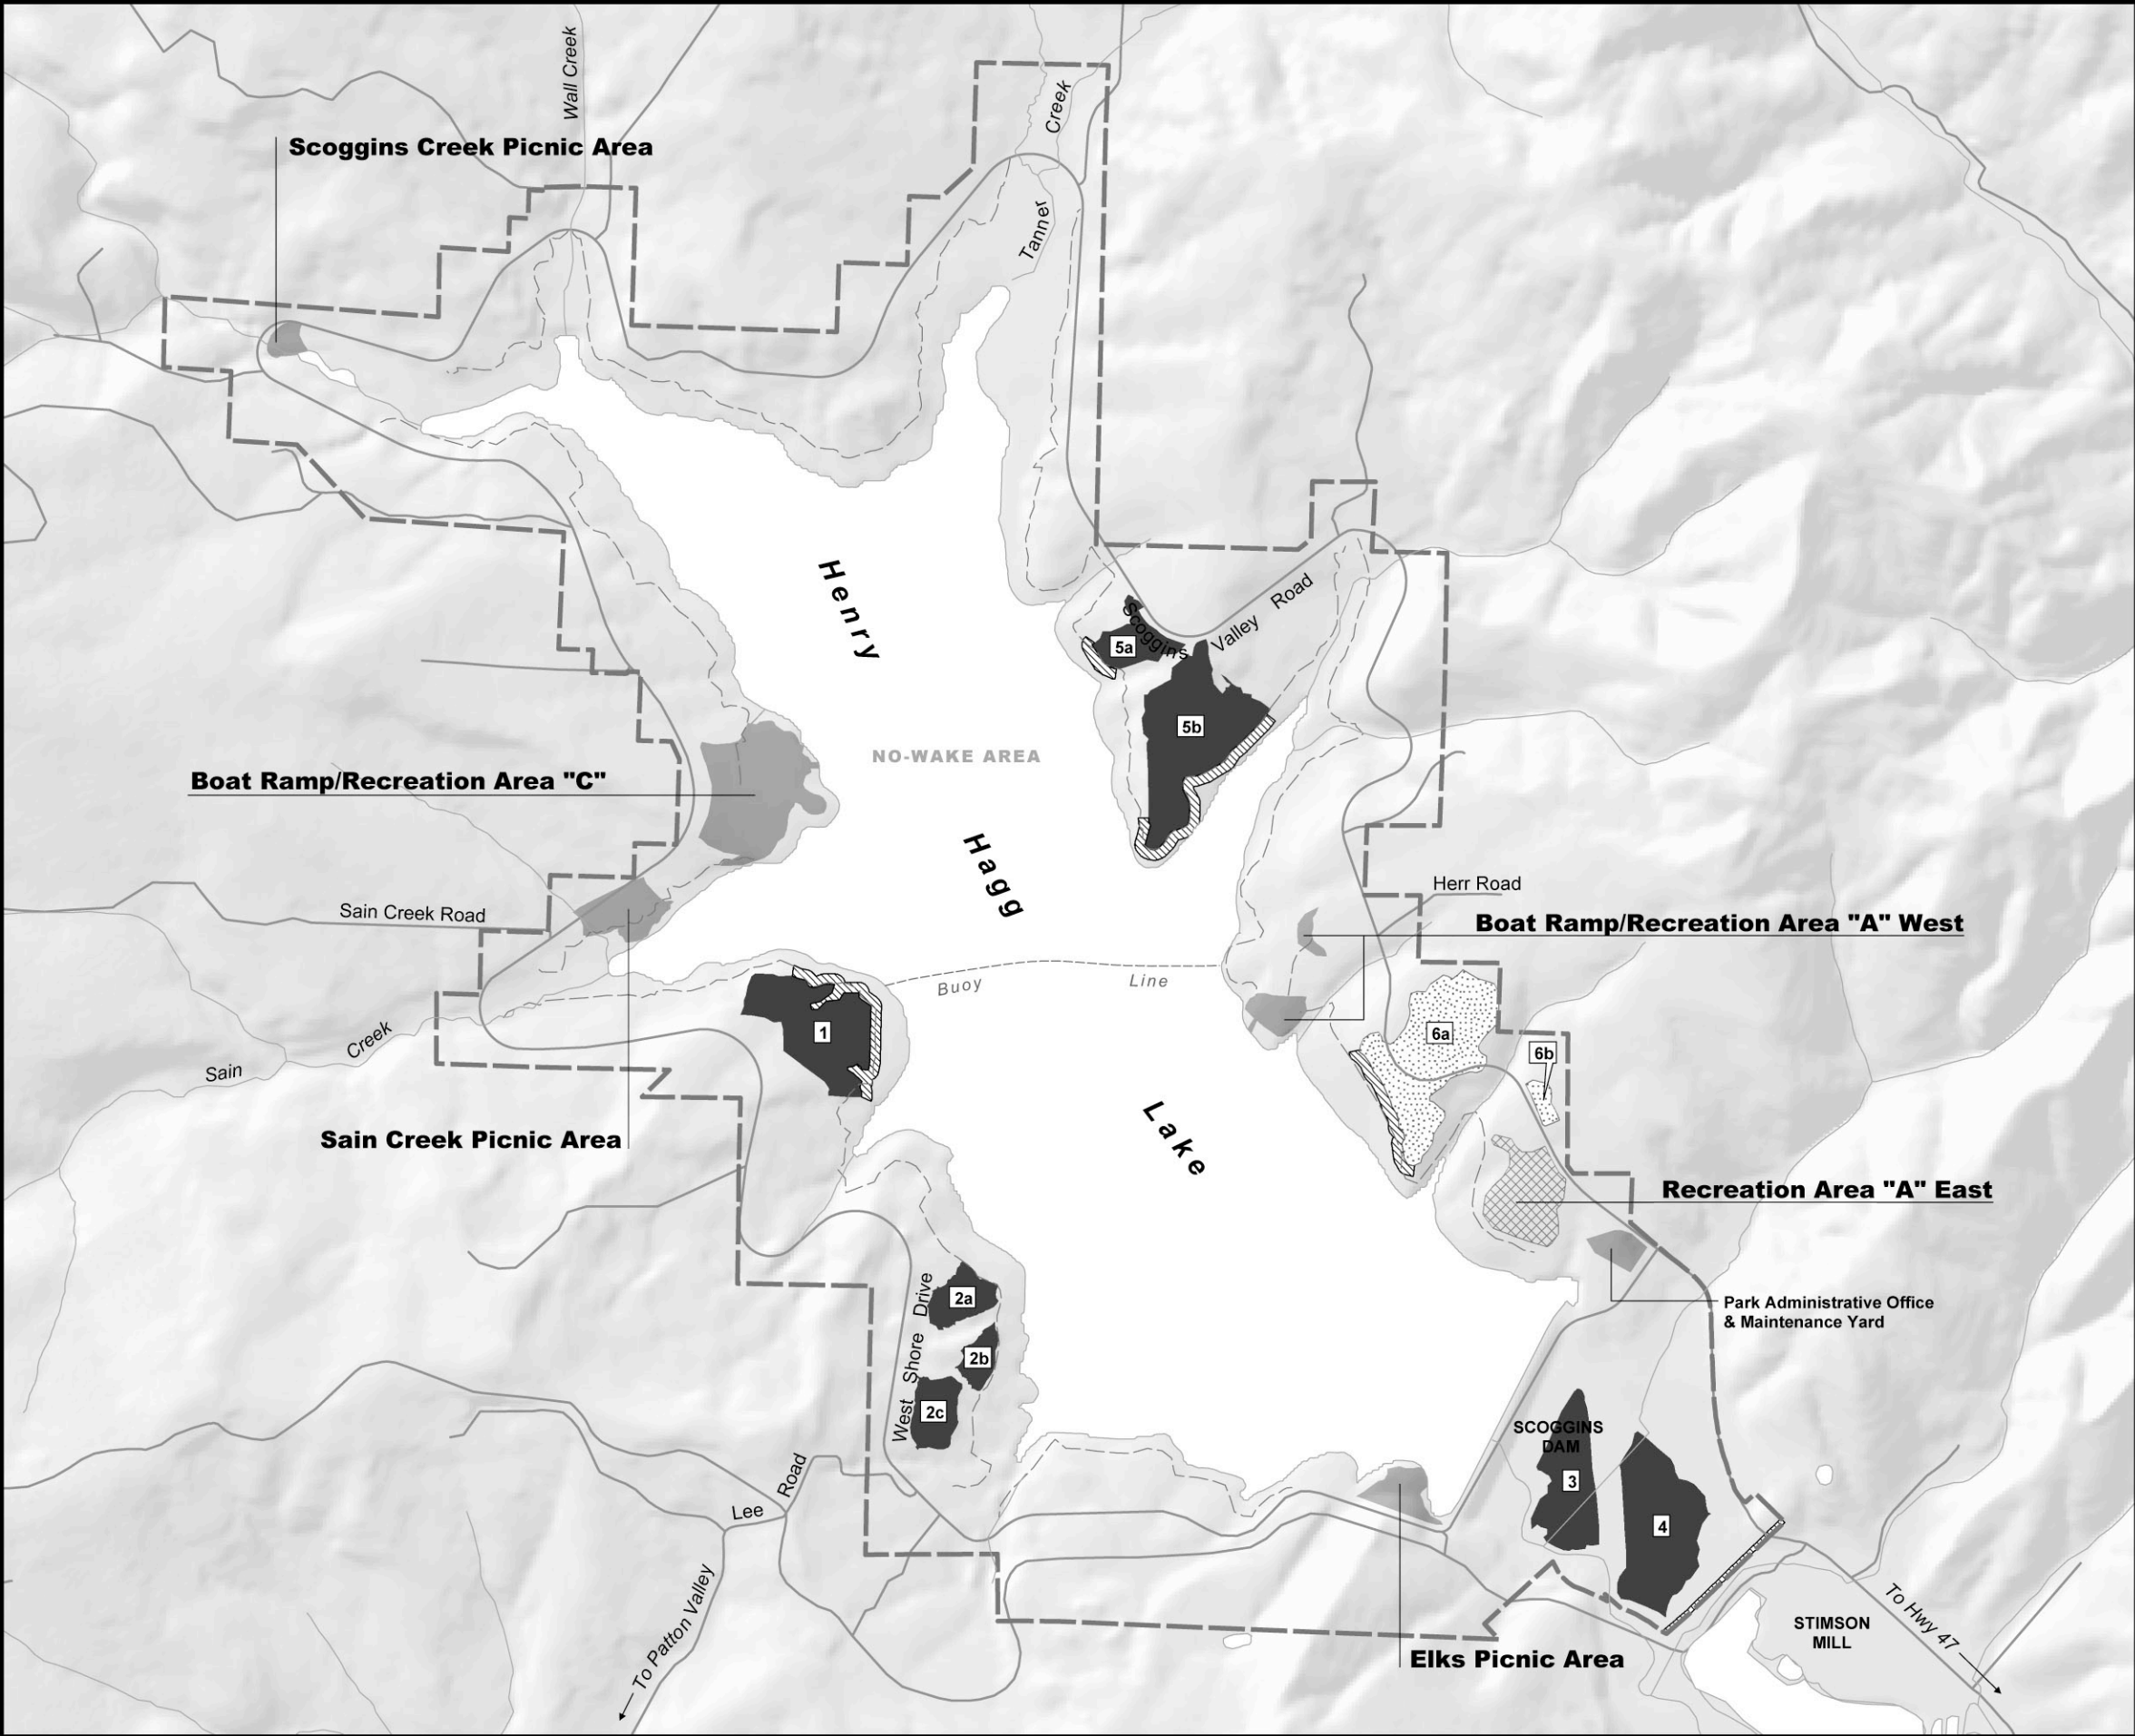 Wall Creek
Creek
Tanner
Scoggins Creek Picnic Area
Henry
Hagg
Lake
Scoggins
Valley
Road
5a
5b
NO-WAKE AREA
Boat Ramp/Recreation Area "C"
Herr Road
Sain Creek Road
Boat Ramp/Recreation Area "A" West
Buoy
Line
1
6a
6b
Sain
Creek
Sain Creek Picnic Area
Recreation Area "A" East
West Shore Drive
2a
2b
2c
Park Administrative Office
& Maintenance Yard
SCOGGINS
DAM
3
4
Lee
Road
To Patton Valley
To Hwy 47
STIMSON
MILL
Elks Picnic Area